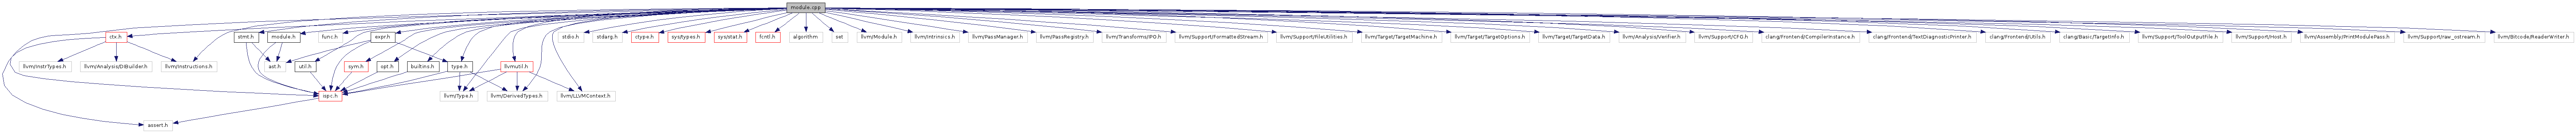 module.cpp
ctx.h
stmt.h
module.h
func.h
expr.h
stdio.h
stdarg.h
ctype.h
sys/types.h
sys/stat.h
fcntl.h
algorithm
set
llvm/Module.h
llvm/Intrinsics.h
llvm/PassManager.h
llvm/PassRegistry.h
llvm/Transforms/IPO.h
llvm/Support/FormattedStream.h
llvm/Support/FileUtilities.h
llvm/Target/TargetMachine.h
llvm/Target/TargetOptions.h
llvm/Target/TargetData.h
llvm/Analysis/Verifier.h
llvm/Support/CFG.h
clang/Frontend/CompilerInstance.h
clang/Frontend/TextDiagnosticPrinter.h
clang/Frontend/Utils.h
clang/Basic/TargetInfo.h
llvm/Support/ToolOutputFile.h
llvm/Support/Host.h
llvm/Assembly/PrintModulePass.h
llvm/Support/raw_ostream.h
llvm/Bitcode/ReaderWriter.h
llvm/InstrTypes.h
llvm/Analysis/DIBuilder.h
llvm/Instructions.h
ast.h
util.h
sym.h
opt.h
builtins.h
type.h
llvmutil.h
ispc.h
llvm/Type.h
llvm/DerivedTypes.h
llvm/LLVMContext.h
assert.h